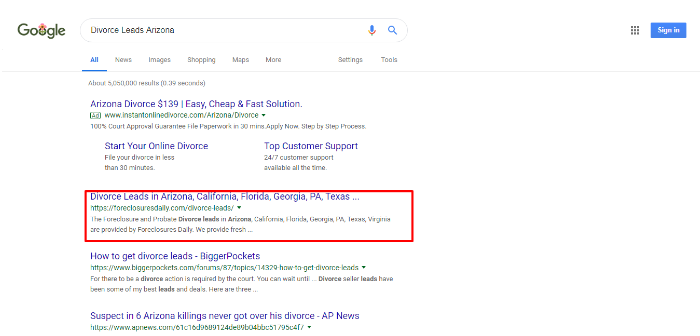 Google
Divorce Leads Arizona
Sign in
All News Images Shopping Maps More Settings Tools
About 5,050,000 results (0.39 seconds)
Arizona Divorce $139 | Easy, Cheap & Fast Solution.
Ad www.instantonlinedivorce.com/Arizona/Divorce
100% Court Approval Guarantee File Paperwork in 30 mins.Apply Now. Step by Step Process.
Start Your Online Divorce
File your divorce in less
than 30 minutes.
Top Customer Support
24/7 customer support
available all the time.
Divorce Leads in Arizona, California, Florida, Georgia, PA, Texas ...
https://foreclosuresdaily.com/divorce-leads/
The Foreclosure and Probate Divorce leads in Arizona, California, Florida, Georgia, PA, Texas, Virginia
are provided by Foreclosures Daily. We provide fresh ...
How to get divorce leads - BiggerPockets
https://www.biggerpockets.com/forums/87/topics/14329-how-to-get-divorce-leads
For there to be a divorce action is required by the court. You can wait until ... Divorce seller leads have
been some of my best leads and deals. Here are three ...
Suspect in 6 Arizona killings never got over his divorce - AP News
https://www.apnews.com/61c16d9689124de89b04bbc51795c4f7